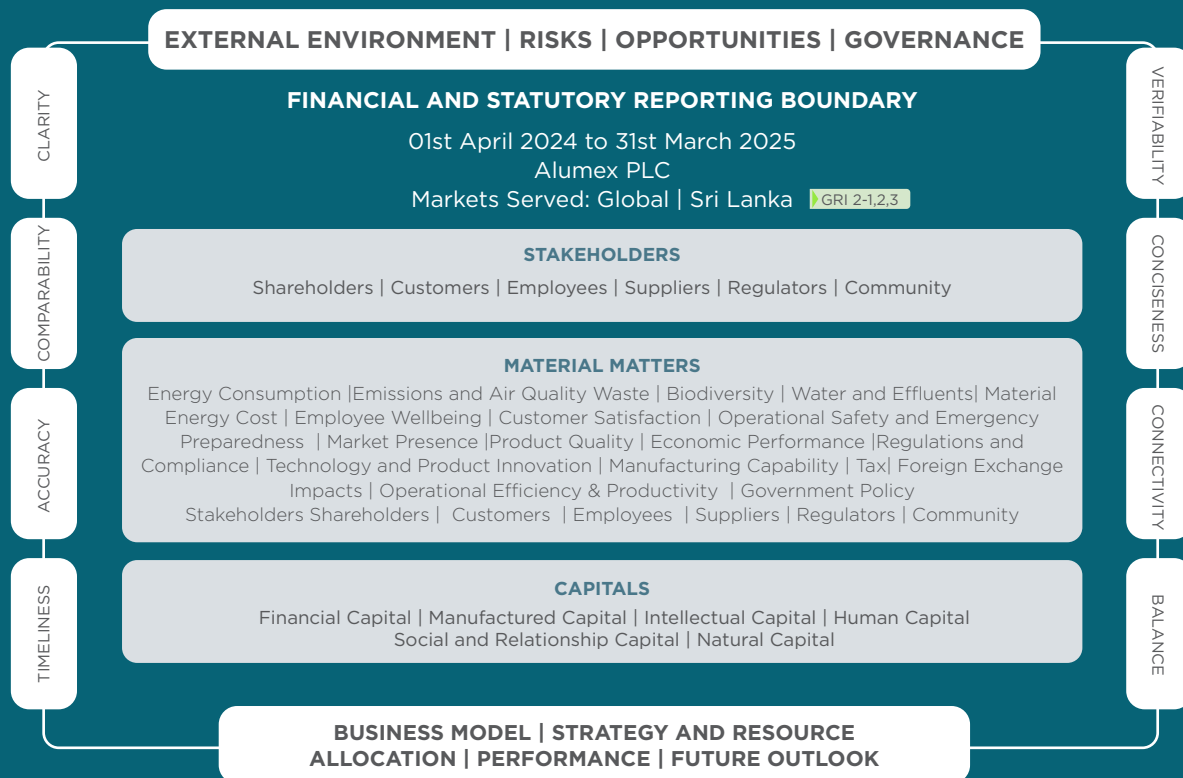 EXTERNAL ENVIRONMENT | RISKS | OPPORTUNITIES | GOVERNANCE
CLARITY
COMPARABILITY
ACCURACY
TIMELINESS
FINANCIAL AND STATUTORY REPORTING BOUNDARY
01st April 2024 to 31st March 2025
Alumex PLC
Markets Served: Global | Sri Lanka GRI 2-1,2,3
STAKEHOLDERS
Shareholders | Customers | Employees | Suppliers | Regulators | Community
MATERIAL MATTERS
Energy Consumption |Emissions and Air Quality Waste | Biodiversity | Water and Effluents| Material
Energy Cost | Employee Wellbeing | Customer Satisfaction | Operational Safety and Emergency
Preparedness | Market Presence |Product Quality | Economic Performance |Regulations and
Compliance | Technology and Product Innovation | Manufacturing Capability | Tax| Foreign Exchange
Impacts | Operational Efficiency & Productivity | Government Policy
Stakeholders Shareholders | Customers | Employees | Suppliers | Regulators | Community
CAPITALS
Financial Capital | Manufactured Capital | Intellectual Capital | Human Capital
Social and Relationship Capital | Natural Capital
VERIFIABILITY
CONCISENESS
CONNECTIVITY
BALANCE
BUSINESS MODEL | STRATEGY AND RESOURCE
ALLOCATION | PERFORMANCE | FUTURE OUTLOOK